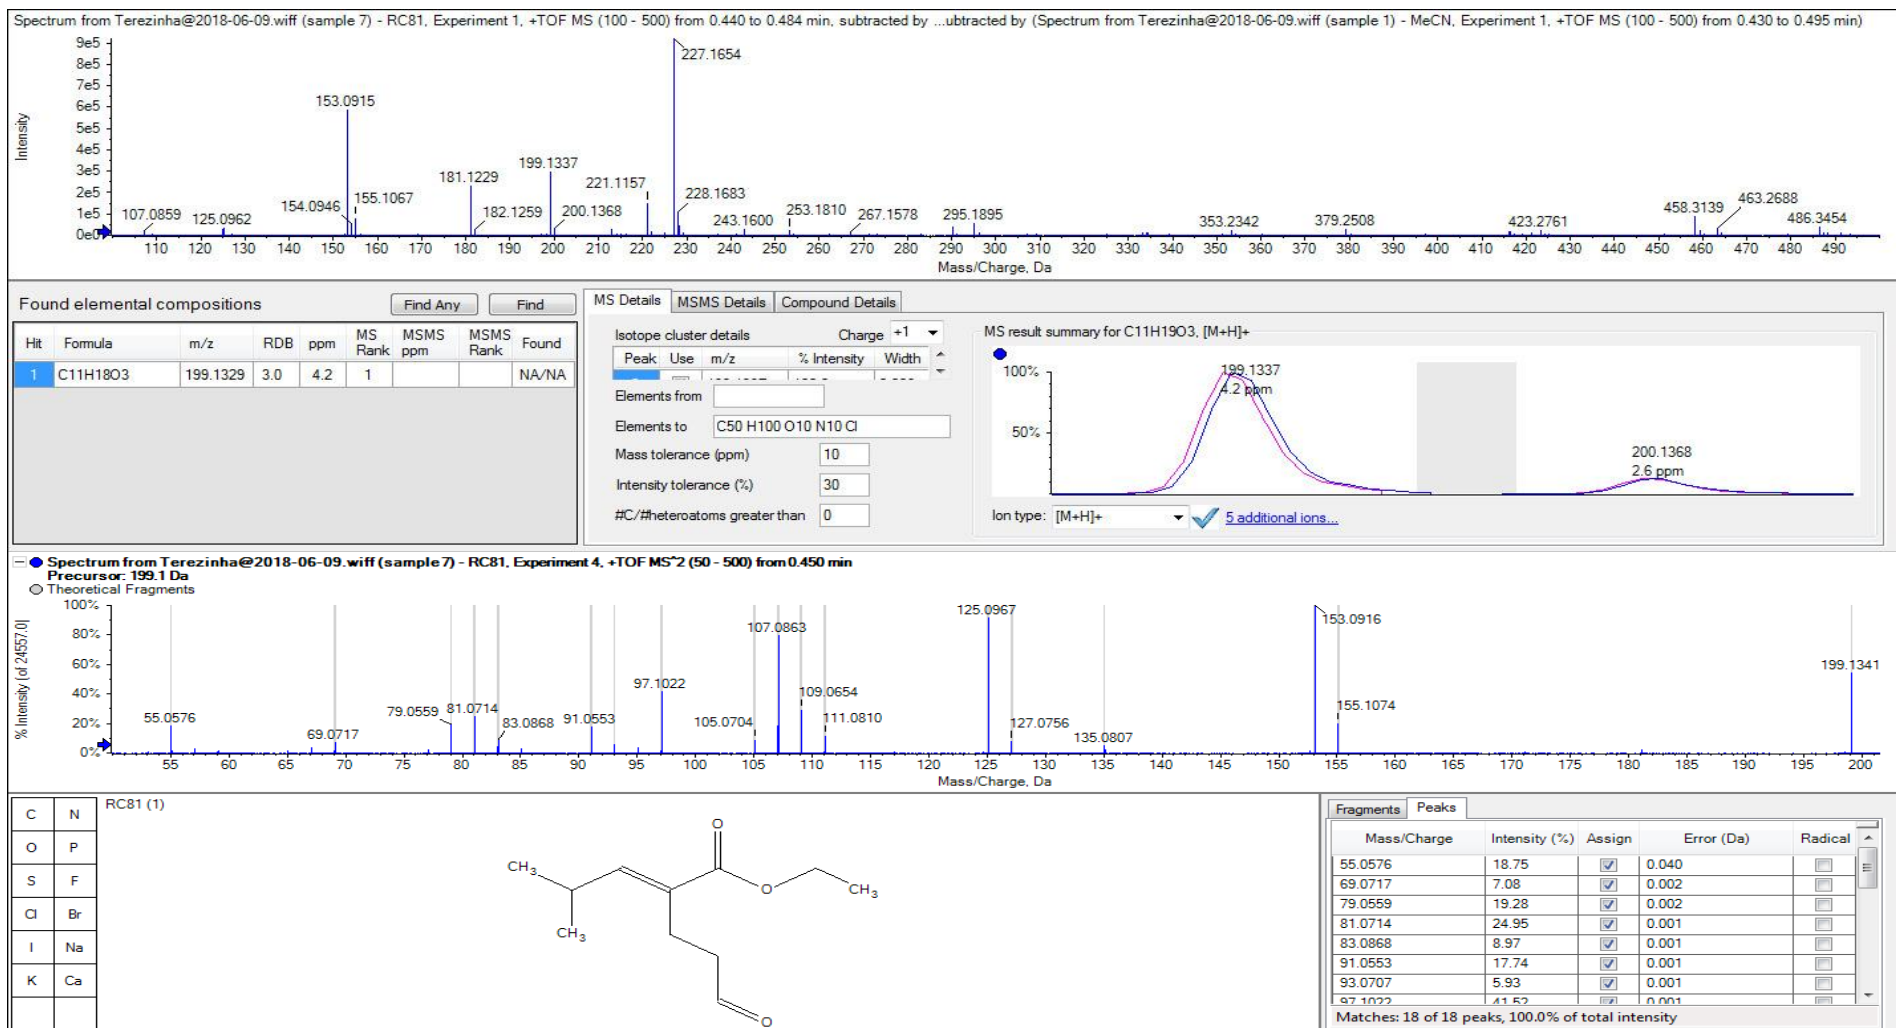 Spectrum from Terezinha@2018-06-09.wiff (sample 7) - RC81, Experiment 1, +TOF MS (100 - 500) from 0.440 to 0.484 min, subtracted by ...ubtracted by (Spectrum from Terezinha@2018-06-09.wiff (sample 1) - MeCN, Experiment 1, +TOF MS (100 - 500) from 0.430 to 0.495 min)
Intensity
9e5
8e5
7e5
6e5
5e5
4e5
3e5
2e5
1e5
0e0
107.0859
125.0962
153.0915
154.0946
155.1067
181.1229
182.1259
199.1337
200.1368
221.1157
227.1654
228.1683
243.1600
253.1810
267.1578
295.1895
353.2342
379.2508
423.2761
458.3139
463.2688
486.3454
110 120 130 140 150 160 170 180 190 200 210 220 230 240 250 260 270 280 290 300 310 320 330 340 350 360 370 380 390 400 410 420 430 440 450 460 470 480 490
Mass/Charge, Da
Found elemental compositions
Find Any
Find
Hit Formula m/z RDB ppm MS Rank MSMS ppm MSMS Rank Found
1 C11H18O3 199.1329 3.0 4.2 1 NA/NA
MS Details
MSMS Details
Compound Details
Isotope cluster details
Charge +1
Peak Use m/z % Intensity Width
Elements from
Elements to C50 H100 O10 N10 Cl
Mass tolerance (ppm) 10
Intensity tolerance (%) 30
#C/#heteroatoms greater than 0
MS result summary for C11H19O3, [M+H]+
100%
50%
199.1337
4.2 ppm
200.1368
2.6 ppm
Ion type: [M+H]+
5 additional ions...
Spectrum from Terezinha@2018-06-09.wiff (sample 7) - RC81, Experiment 4, +TOF MS^2 (50 - 500) from 0.450 min
Precursor: 199.1 Da
Theoretical Fragments
% Intensity (of 24557.0)
100%
80%
60%
40%
20%
0%
55.0576
69.0717
79.0559
81.0714
83.0868
91.0553
97.1022
105.0704
107.0863
109.0654
111.0810
125.0967
127.0756
135.0807
153.0916
155.1074
199.1341
55 60 65 70 75 80 85 90 95 100 105 110 115 120 125 130 135 140 145 150 155 160 165 170 175 180 185 190 195 200
Mass/Charge, Da
C N
O P
S F
Cl Br
I Na
K Ca
RC81 (1)
O
CH3
O
CH3
CH3
O
Fragments
Peaks
Mass/Charge Intensity (%) Assign Error (Da) Radical
55.0576 18.75 0.040
69.0717 7.08 0.002
79.0559 19.28 0.002
81.0714 24.95 0.001
83.0868 8.97 0.001
91.0553 17.74 0.001
93.0707 5.93 0.001
97.1022 41.52 0.001
Matches: 18 of 18 peaks, 100.0% of total intensity